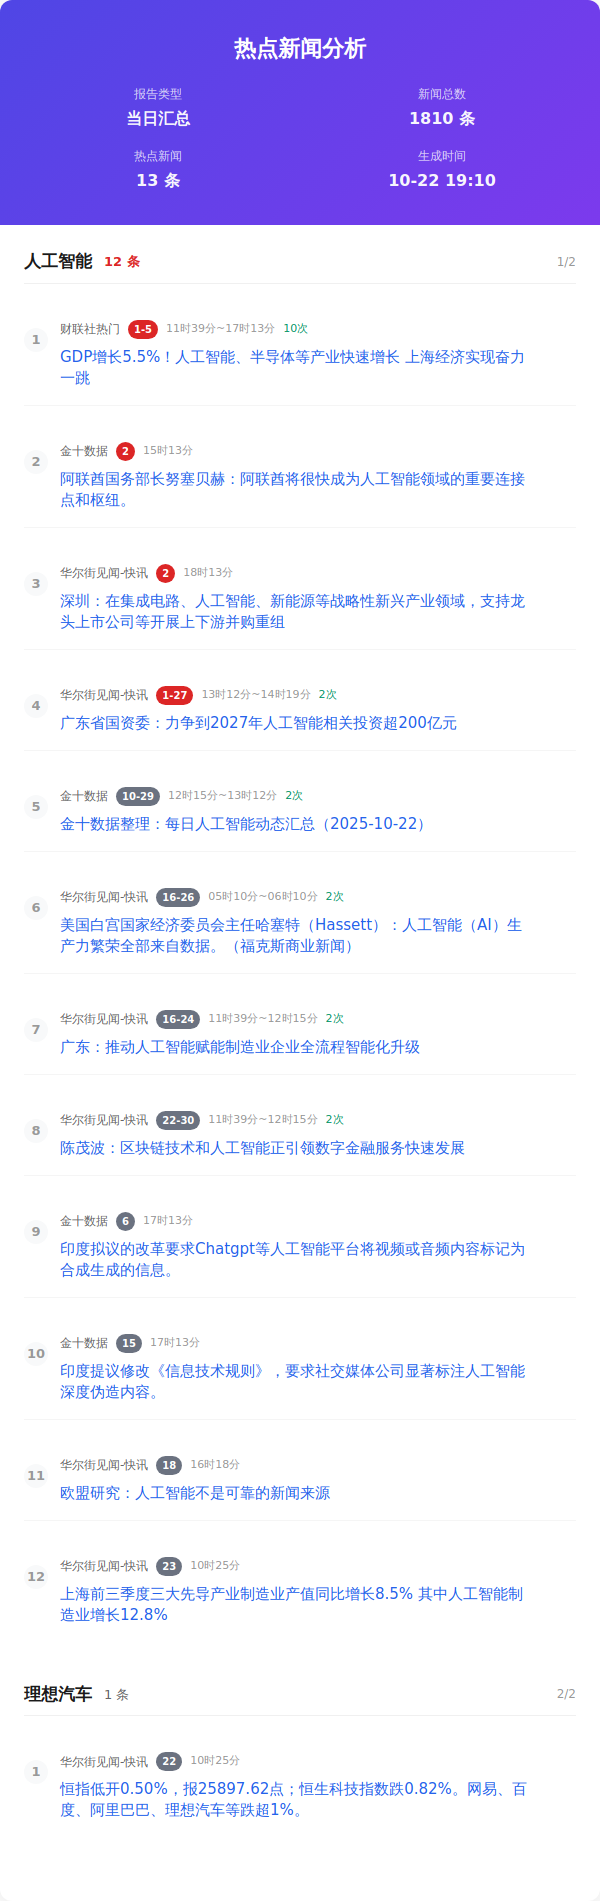 热点新闻分析
报告类型
新闻总数
当日汇总
1810 条
热点新闻
生成时间
13 条
10-22 19:10
人工智能 12 条 1/2
1 财联社热门 1-5 11时39分~17时13分 10次
GDP增长5.5%！人工智能、半导体等产业快速增长 上海经济实现奋力
一跳
2 金十数据 2 15时13分
阿联酋国务部长努塞贝赫：阿联酋将很快成为人工智能领域的重要连接
点和枢纽。
3 华尔街见闻-快讯 2 18时13分
深圳：在集成电路、人工智能、新能源等战略性新兴产业领域，支持龙
头上市公司等开展上下游并购重组
4 华尔街见闻-快讯 1-27 13时12分~14时19分 2次
广东省国资委：力争到2027年人工智能相关投资超200亿元
5 金十数据 10-29 12时15分~13时12分 2次
金十数据整理：每日人工智能动态汇总（2025-10-22）
6 华尔街见闻-快讯 16-26 05时10分~06时10分 2次
美国白宫国家经济委员会主任哈塞特（Hassett）：人工智能（AI）生
产力繁荣全部来自数据。（福克斯商业新闻）
7 华尔街见闻-快讯 16-24 11时39分~12时15分 2次
广东：推动人工智能赋能制造业企业全流程智能化升级
8 华尔街见闻-快讯 22-30 11时39分~12时15分 2次
陈茂波：区块链技术和人工智能正引领数字金融服务快速发展
9 金十数据 6 17时13分
印度拟议的改革要求Chatgpt等人工智能平台将视频或音频内容标记为
合成生成的信息。
10 金十数据 15 17时13分
印度提议修改《信息技术规则》，要求社交媒体公司显著标注人工智能
深度伪造内容。
11 华尔街见闻-快讯 18 16时18分
欧盟研究：人工智能不是可靠的新闻来源
12 华尔街见闻-快讯 23 10时25分
上海前三季度三大先导产业制造业产值同比增长8.5% 其中人工智能制
造业增长12.8%
理想汽车 1 条 2/2
1 华尔街见闻-快讯 22 10时25分
恒指低开0.50%，报25897.62点；恒生科技指数跌0.82%。网易、百
度、阿里巴巴、理想汽车等跌超1%。